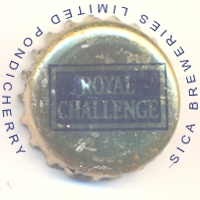 ROYAL
CHALLENGE
SICA BREWERIES LIMITED PONDICHERRY